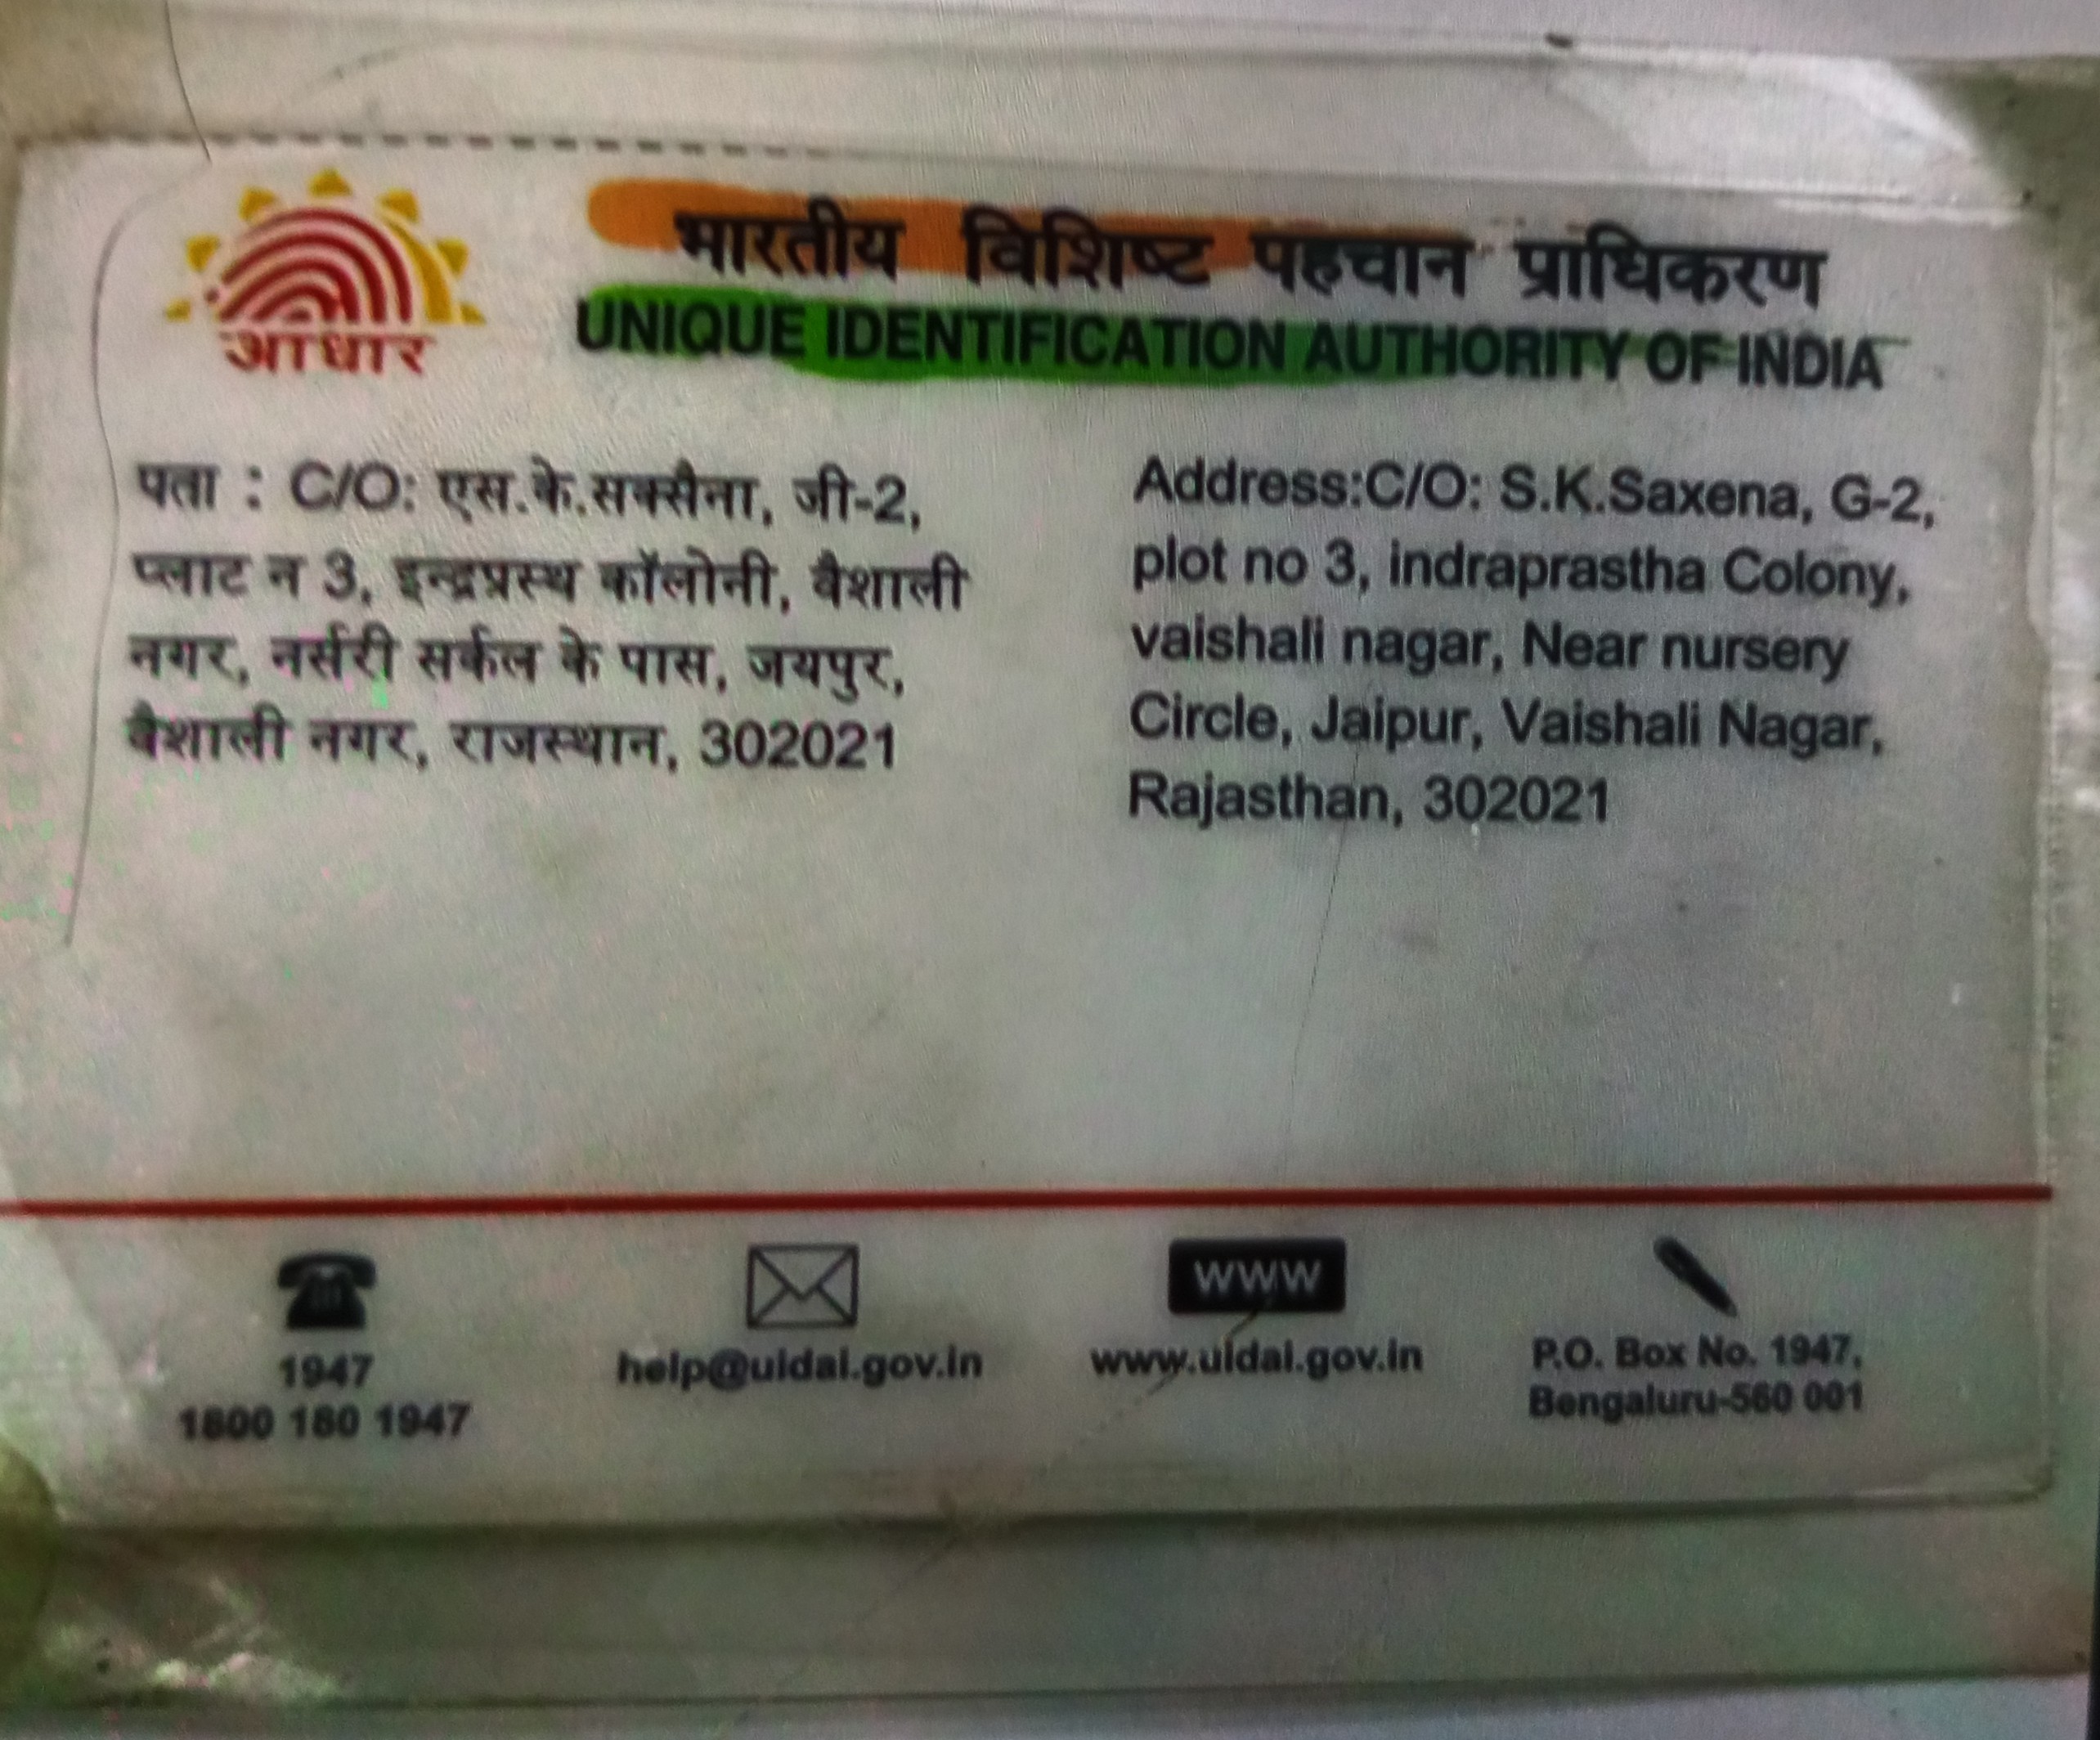 आधार
भारतीय विशिष्ट पहचान प्राधिकरण
UNIQUE IDENTIFICATION AUTHORITY OF INDIA
पता : C/O: एस.के.सक्सैना, जी-2,
प्लाट न 3, इन्द्रप्रस्थ कॉलोनी, वैशाली
नगर, नर्सरी सर्कल के पास, जयपुर,
वैशाली नगर, राजस्थान, 302021
Address:C/O: S.K.Saxena, G-2,
plot no 3, indraprastha Colony,
vaishali nagar, Near nursery
Circle, Jaipur, Vaishali Nagar,
Rajasthan, 302021
1947
1800 180 1947
help@uidai.gov.in
www
www.uidai.gov.in
P.O. Box No. 1947,
Bengaluru-560 001